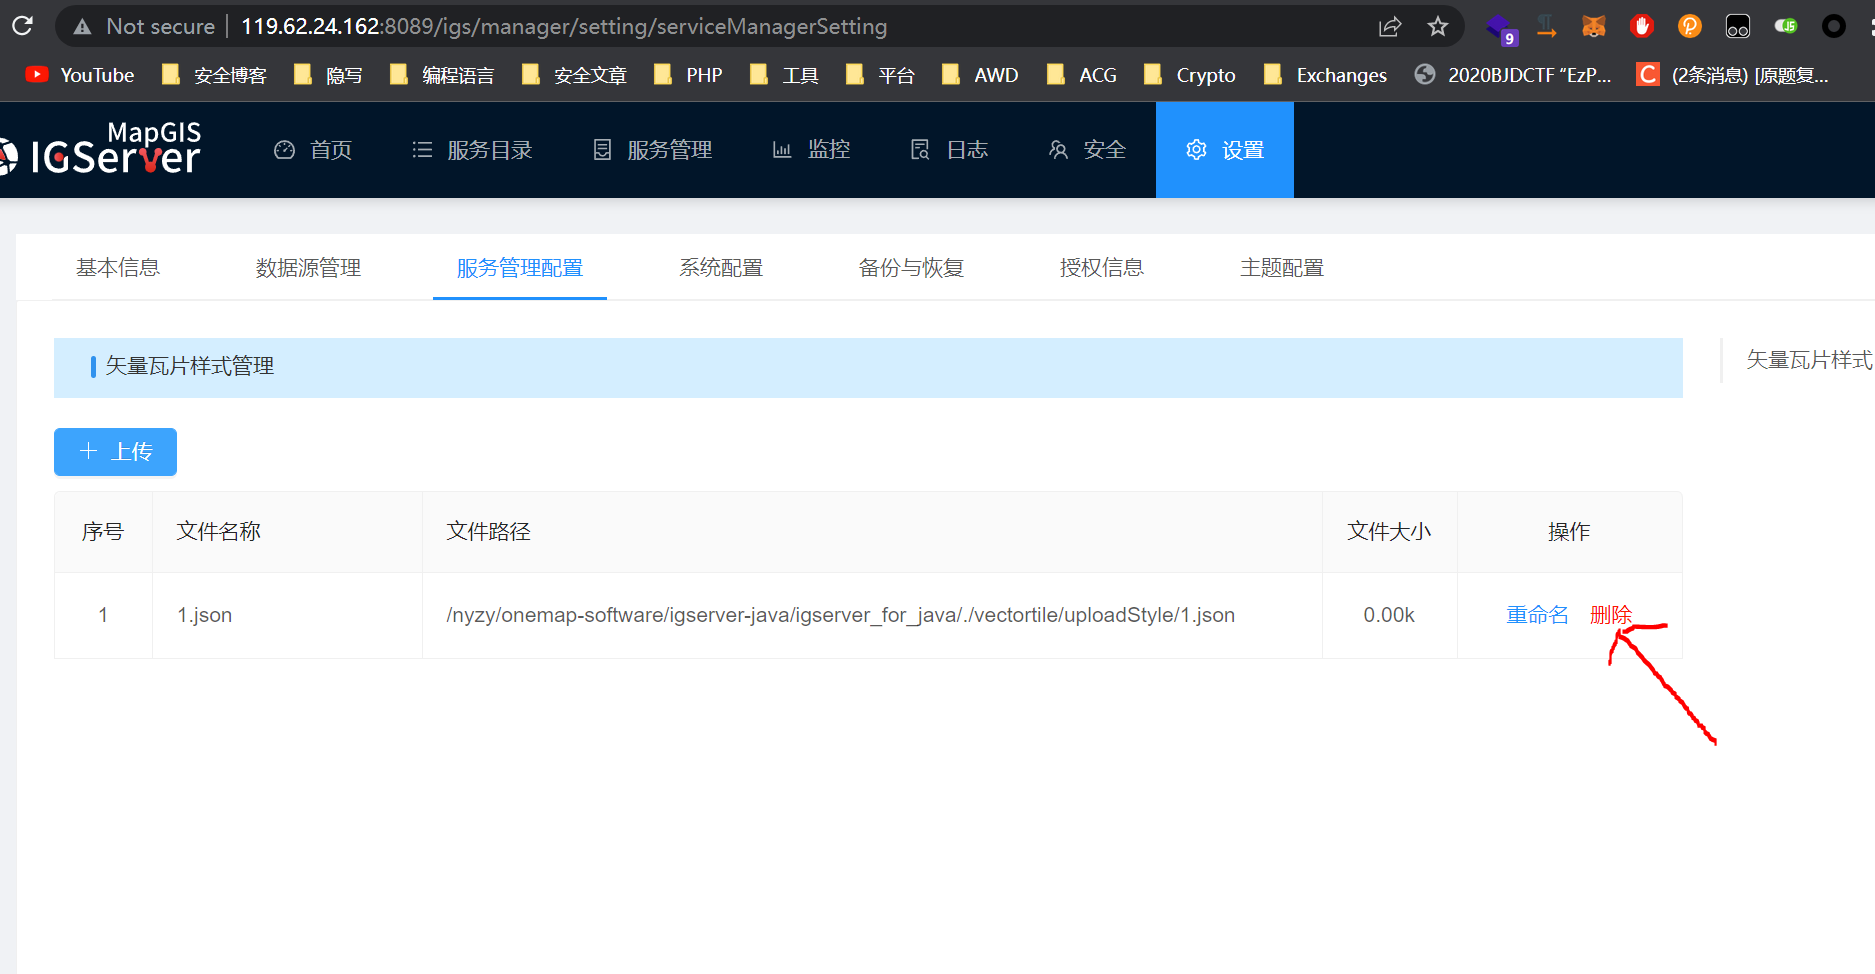 Not secure | 119.62.24.162:8089/igs/manager/setting/serviceManagerSetting
9
JS
YouTube 安全博客 隐写 编程语言 安全文章 PHP 工具 平台 AWD ACG Crypto Exchanges 2020BJDCTF “EzP... C (2条消息) [原题复...
MapGIS
IGServer
首页 服务目录 服务管理 监控 日志 安全 设置
基本信息 数据源管理 服务管理配置 系统配置 备份与恢复 授权信息 主题配置
矢量瓦片样式管理
矢量瓦片样式
+ 上传
序号 文件名称 文件路径 文件大小 操作
1 1.json /nyzy/onemap-software/igserver-java/igserver_for_java/./vectortile/uploadStyle/1.json 0.00k 重命名 删除